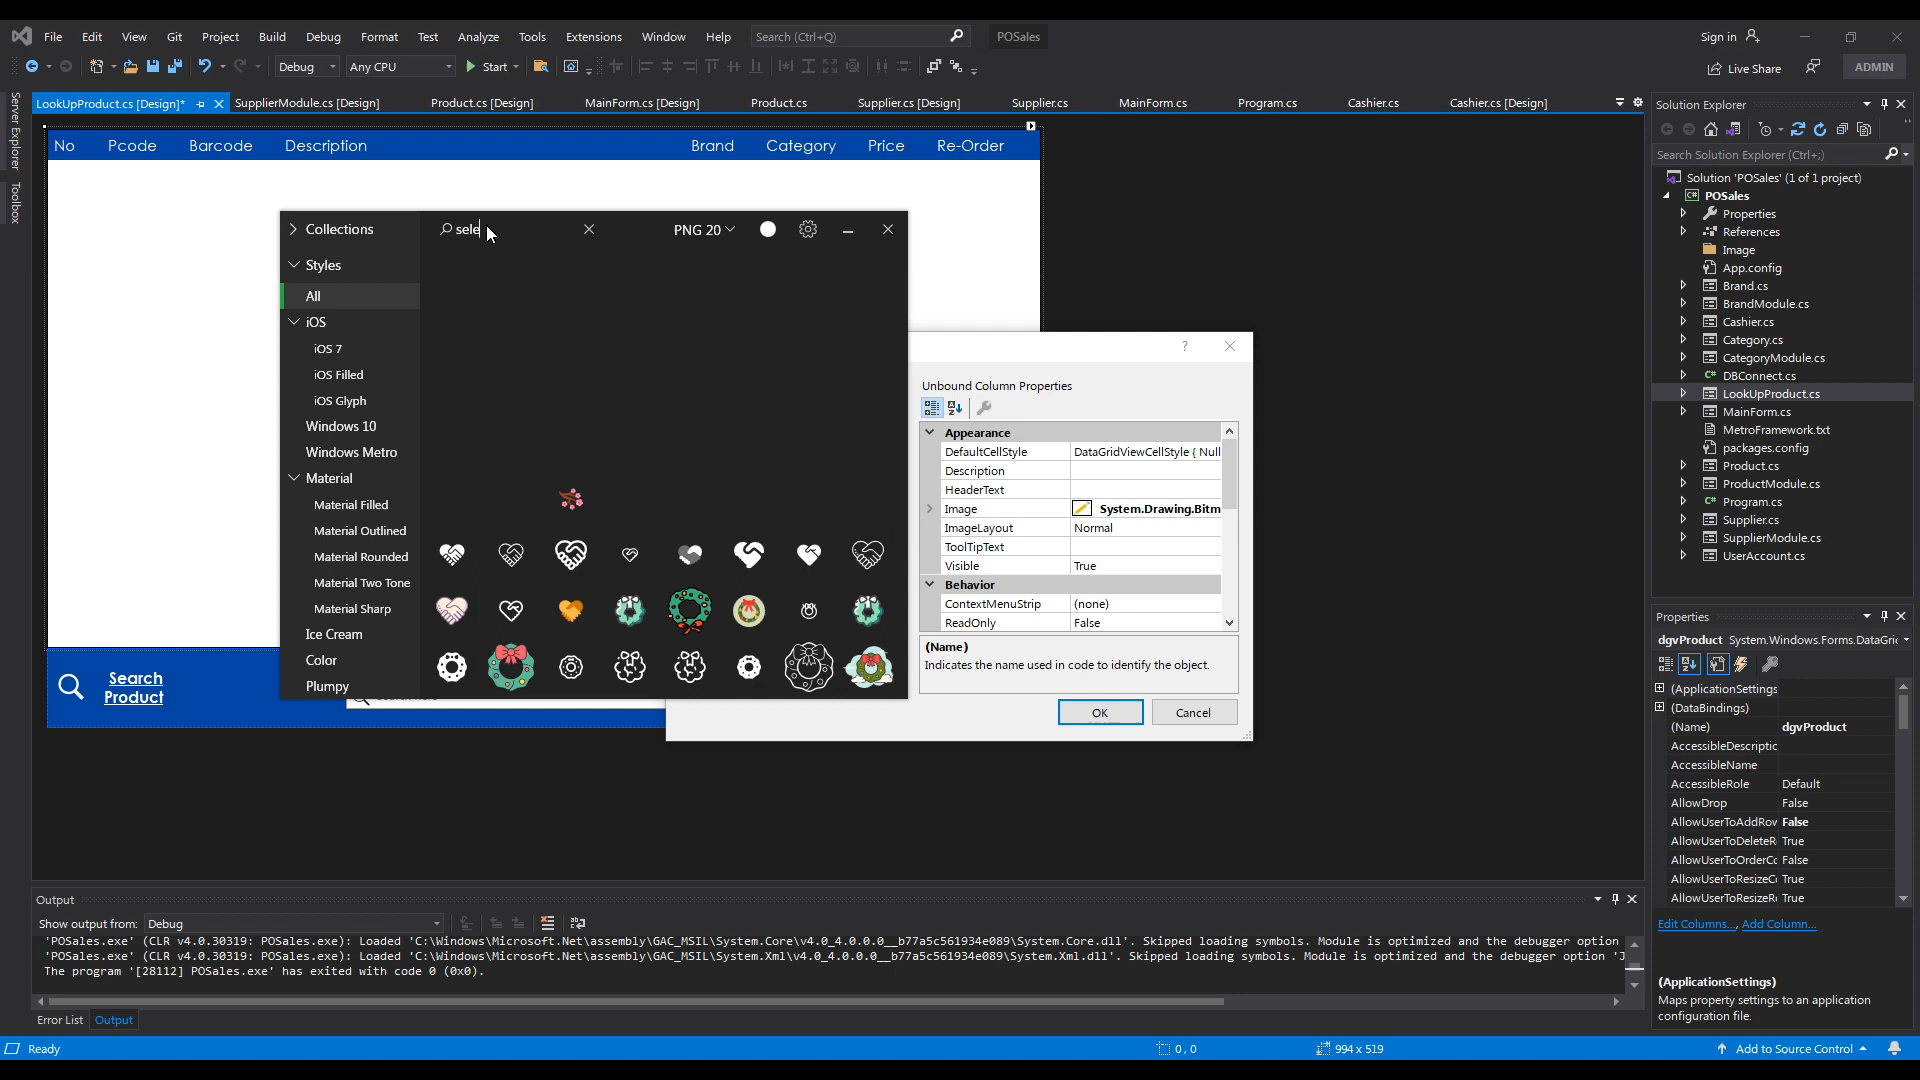 File Edit View Git Project Build Debug Format Test Analyze Tools Extensions Window Help Search (Ctrl+Q) POSales Sign in
Debug Any CPU Start Live Share ADMIN
Server Explorer
Toolbox
LookUpProduct.cs [Design]* SupplierModule.cs [Design] Product.cs [Design] MainForm.cs [Design] Product.cs Supplier.cs [Design] Supplier.cs MainForm.cs Program.cs Cashier.cs Cashier.cs [Design]
No Pcode Barcode Description Brand Category Price Re-Order
Collections
sele
PNG 20
Styles
All
iOS
iOS 7
iOS Filled
iOS Glyph
Windows 10
Windows Metro
Material
Material Filled
Material Outlined
Material Rounded
Material Two Tone
Material Sharp
Ice Cream
Color
Plumpy
Search
Product
?
Unbound Column Properties
Appearance
DefaultCellStyle DataGridViewCellStyle { Null
Description
HeaderText
Image System.Drawing.Bitm
ImageLayout Normal
ToolTipText
Visible True
Behavior
ContextMenuStrip (none)
ReadOnly False
(Name)
Indicates the name used in code to identify the object.
OK Cancel
Solution Explorer
Search Solution Explorer (Ctrl+;)
Solution 'POSales' (1 of 1 project)
POSales
Properties
References
Image
App.config
Brand.cs
BrandModule.cs
Cashier.cs
Category.cs
CategoryModule.cs
DBConnect.cs
LookUpProduct.cs
MainForm.cs
MetroFramework.txt
packages.config
Product.cs
ProductModule.cs
Program.cs
Supplier.cs
SupplierModule.cs
UserAccount.cs
Properties
dgvProduct System.Windows.Forms.DataGric
(ApplicationSettings
(DataBindings)
(Name) dgvProduct
AccessibleDescriptic
AccessibleName
AccessibleRole Default
AllowDrop False
AllowUserToAddRov False
AllowUserToDeleteR True
AllowUserToOrderCc False
AllowUserToResizeCi True
AllowUserToResizeRi True
Edit Columns..., Add Column...
(ApplicationSettings)
Maps property settings to an application
configuration file.
Output
Show output from: Debug
'POSales.exe' (CLR v4.0.30319: POSales.exe): Loaded 'C:\Windows\Microsoft.Net\assembly\GAC_MSIL\System.Core\v4.0_4.0.0.0__b77a5c561934e089\System.Core.dll'. Skipped loading symbols. Module is optimized and the debugger option
'POSales.exe' (CLR v4.0.30319: POSales.exe): Loaded 'C:\Windows\Microsoft.Net\assembly\GAC_MSIL\System.Xml\v4.0_4.0.0.0__b77a5c561934e089\System.Xml.dll'. Skipped loading symbols. Module is optimized and the debugger option 'J
The program '[28112] POSales.exe' has exited with code 0 (0x0).
Error List Output
Ready 0 , 0 994 x 519 Add to Source Control